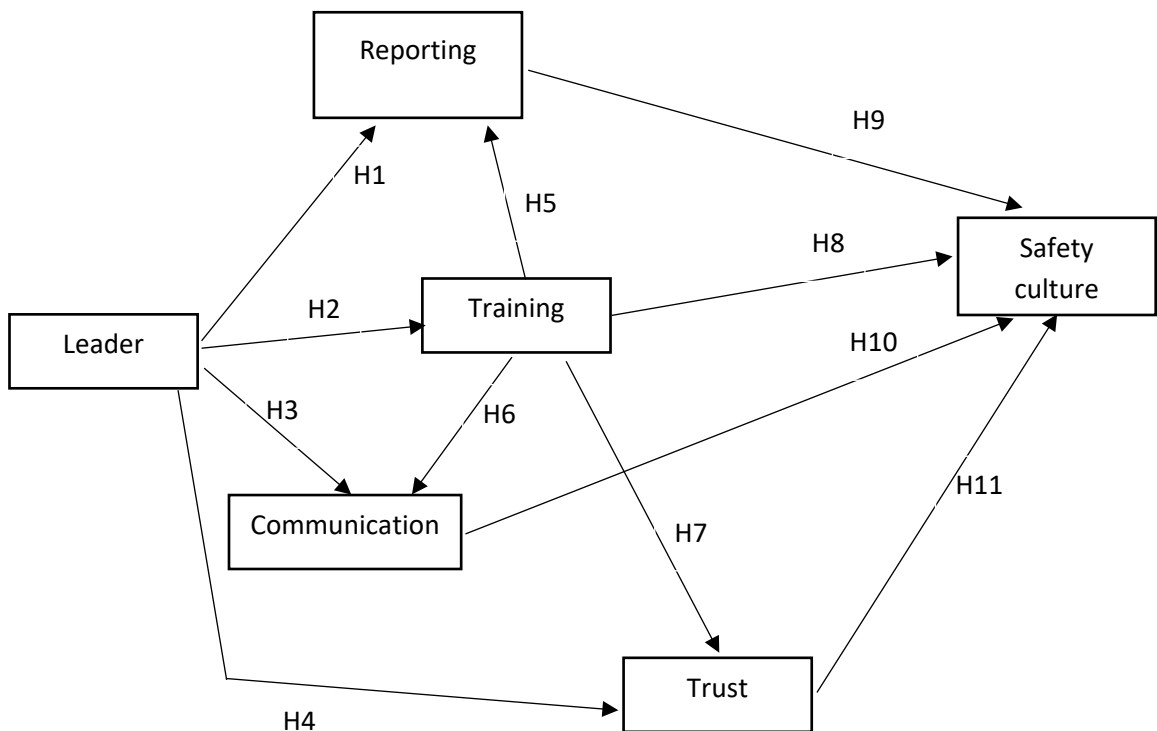 Reporting
H9
H1
H5
H8
Safety
culture
Training
H2
Leader
H10
H3
H6
Communication
H11
H7
Trust
H4